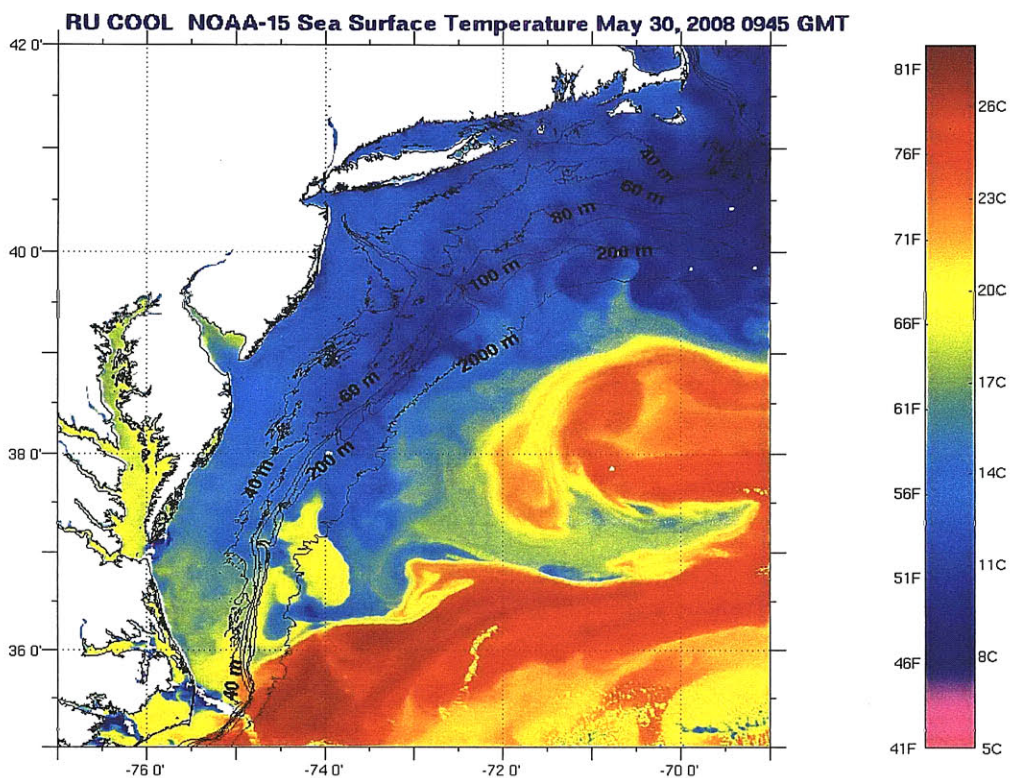 RU COOL NOAA-15 Sea Surface Temperature May 30, 2008 0945 GMT
42 0'
40 0'
38 0'
36 0'
-76 0'
-74 0'
-72 0'
-70 0'
40 m
60 m
80 m
200 m
100 m
2000 m
60 m
200 m
40 m
40 m
81F
76F
71F
66F
61F
56F
51F
46F
41F
26C
23C
20C
17C
14C
11C
8C
5C